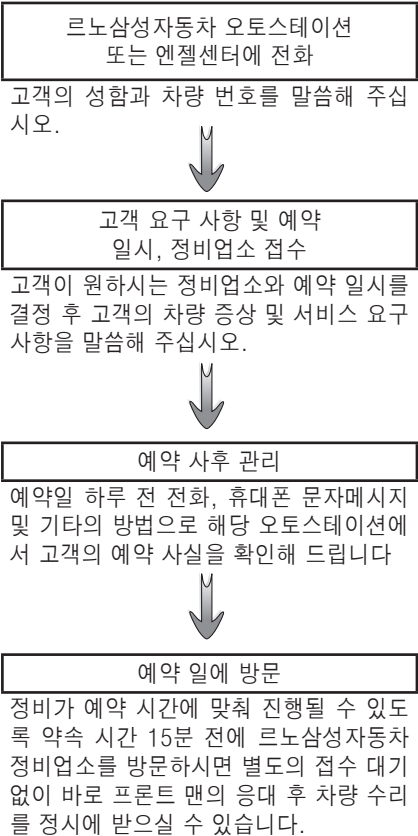 르노삼성자동차 오토스테이션
또는 엔젤센터에 전화
고객의 성함과 차량 번호를 말씀해 주십
시오.
고객 요구 사항 및 예약
일시, 정비업소 접수
고객이 원하시는 정비업소와 예약 일시를
결정 후 고객의 차량 증상 및 서비스 요구
사항을 말씀해 주십시오.
예약 사후 관리
예약일 하루 전 전화, 휴대폰 문자메시지
및 기타의 방법으로 해당 오토스테이션에
서 고객의 예약 사실을 확인해 드립니다
예약 일에 방문
정비가 예약 시간에 맞춰 진행될 수 있도
록 약속 시간 15분 전에 르노삼성자동차
정비업소를 방문하시면 별도의 접수 대기
없이 바로 프론트 맨의 응대 후 차량 수리
를 정시에 받으실 수 있습니다.